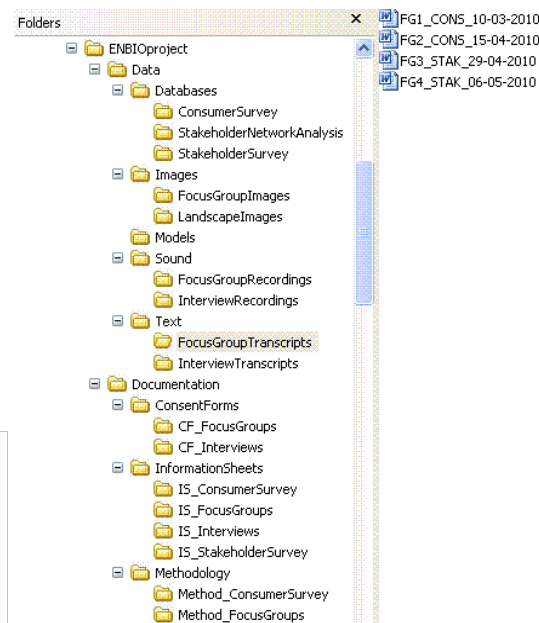 Folders
ENBIOproject
Data
Databases
ConsumerSurvey
StakeholderNetworkAnalysis
StakeholderSurvey
Images
FocusGroupImages
LandscapeImages
Models
Sound
FocusGroupRecordings
InterviewRecordings
Text
FocusGroupTranscripts
InterviewTranscripts
Documentation
ConsentForms
CF_FocusGroups
CF_Interviews
InformationSheets
IS_ConsumerSurvey
IS_FocusGroups
IS_Interviews
IS_StakeholderSurvey
Methodology
Method_ConsumerSurvey
Method_FocusGroups
FG1_CONS_10-03-2010
FG2_CONS_15-04-2010
FG3_STAK_29-04-2010
FG4_STAK_06-05-2010